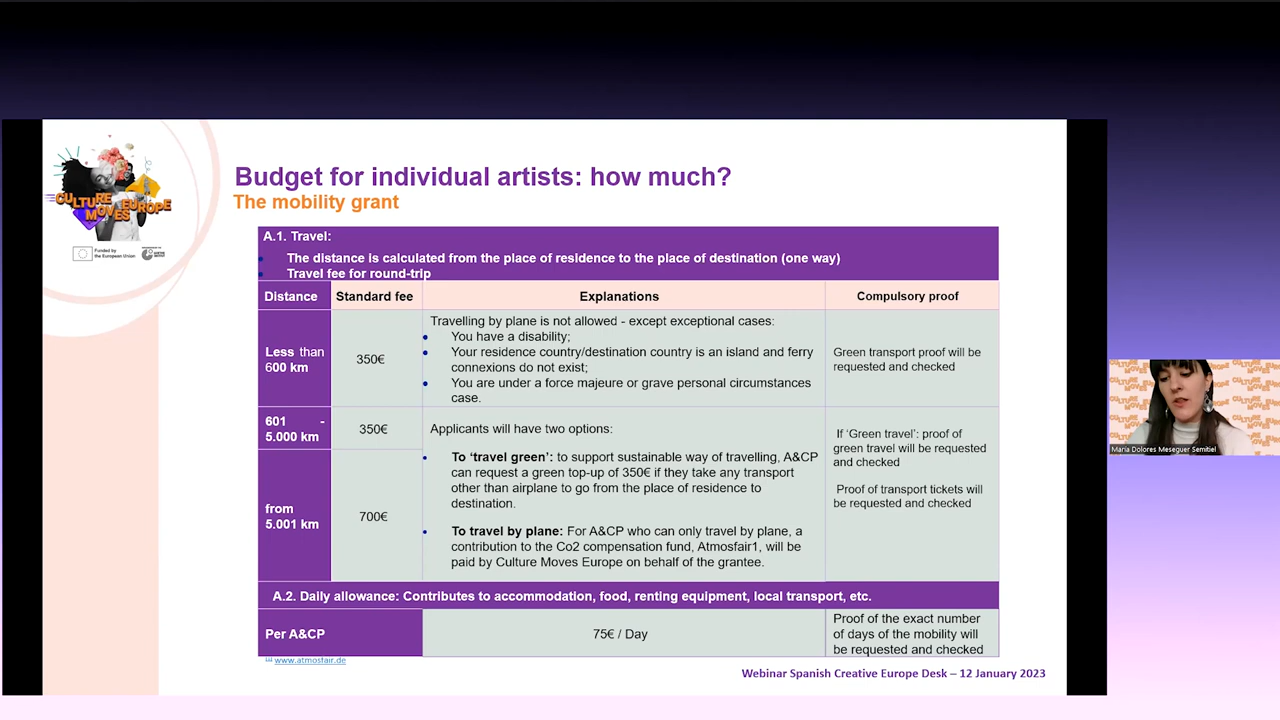 Budget for individual artists: how much?
The mobility grant
CULTURE
MOVES EUROPE
Funded by
the European Union
A.1. Travel:
The distance is calculated from the place of residence to the place of destination (one way)
Travel fee for round-trip
Distance
Standard fee
Explanations
Compulsory proof
Less than
600 km
350€
Travelling by plane is not allowed - except exceptional cases:
You have a disability;
Your residence country/destination country is an island and ferry
connexions do not exist;
You are under a force majeure or grave personal circumstances
case.
Green transport proof will be
requested and checked
601 -
5.000 km
350€
Applicants will have two options:
from
5.001 km
700€
To ‘travel green’: to support sustainable way of travelling, A&CP
can request a green top-up of 350€ if they take any transport
other than airplane to go from the place of residence to
destination.
To travel by plane: For A&CP who can only travel by plane, a
contribution to the Co2 compensation fund, Atmosfair1, will be
paid by Culture Moves Europe on behalf of the grantee.
If ‘Green travel’: proof of
green travel will be requested
and checked
Proof of transport tickets will
be requested and checked
A.2. Daily allowance: Contributes to accommodation, food, renting equipment, local transport, etc.
Per A&CP
75€ / Day
Proof of the exact number
of days of the mobility will
be requested and checked
www.atmosfair.de
Webinar Spanish Creative Europe Desk – 12 January 2023
María Dolores Meseguer Semitiel